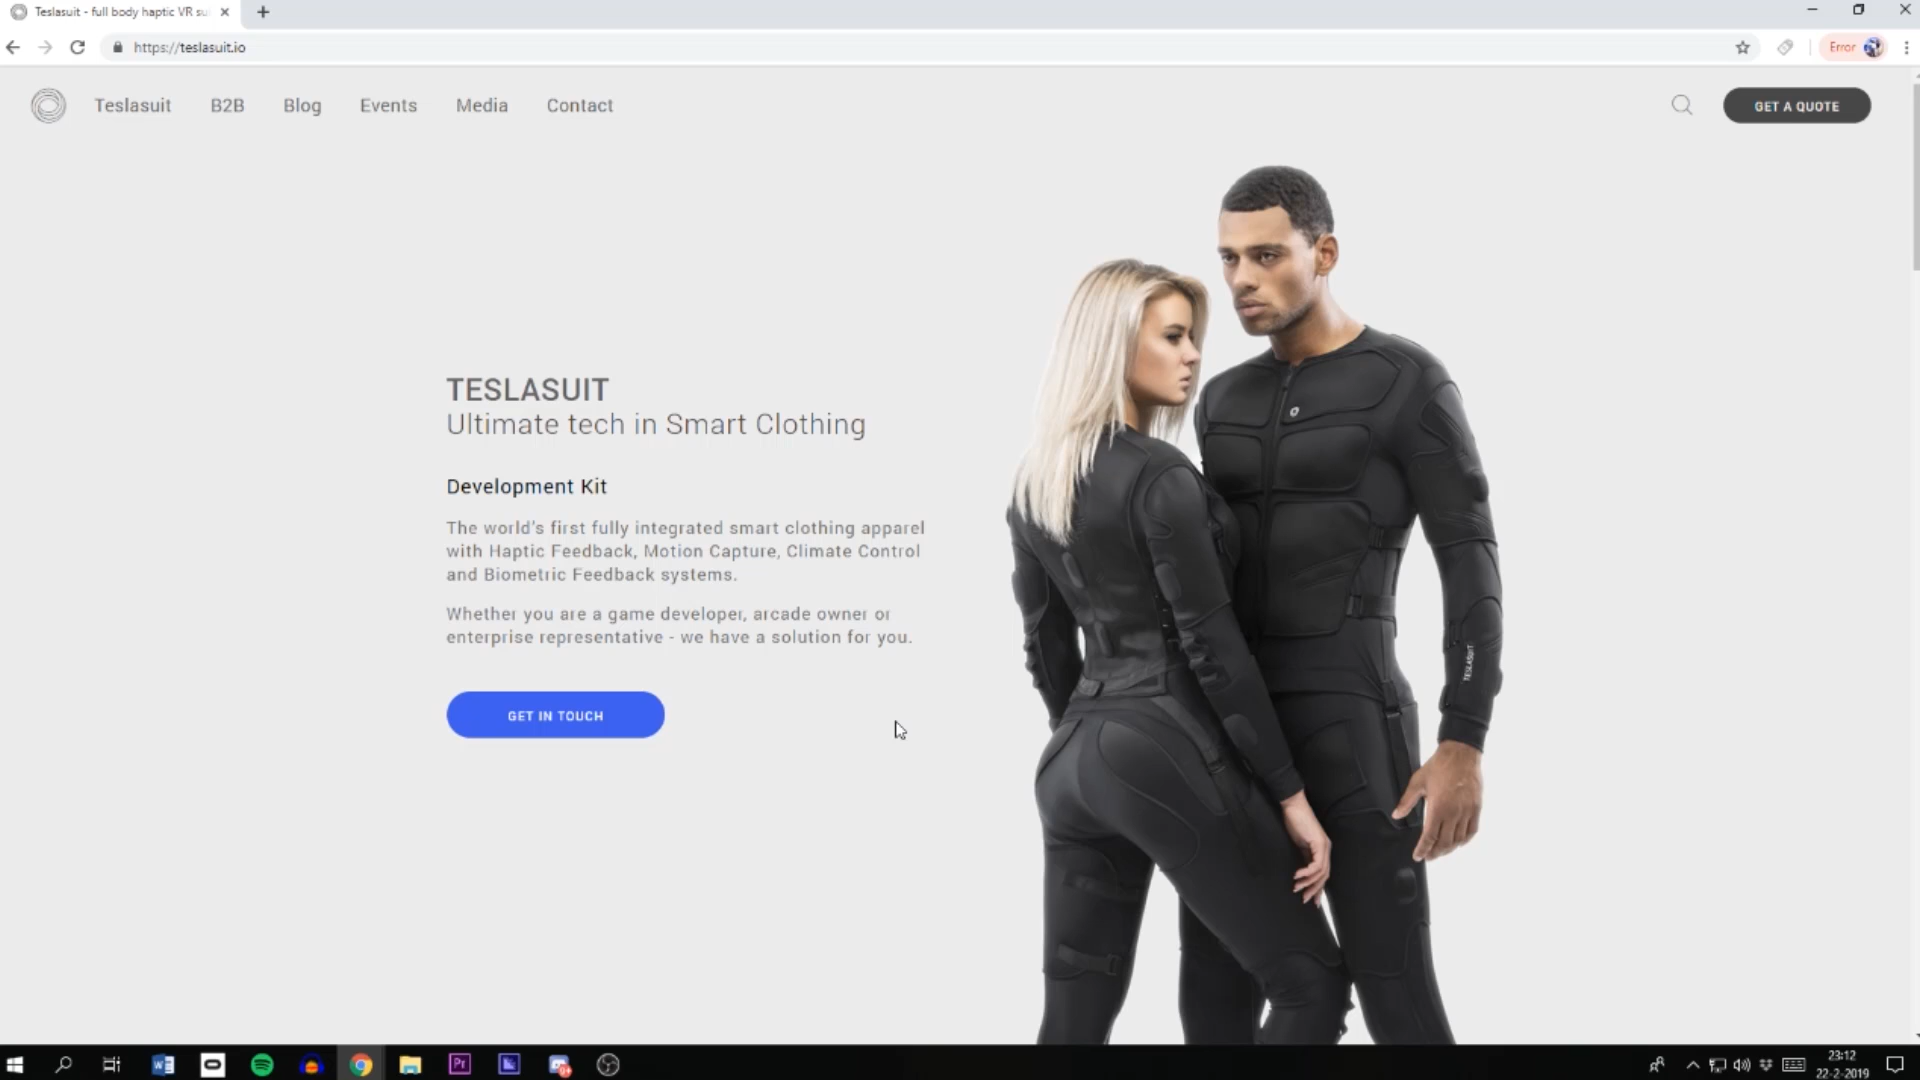 Teslasuit - full body haptic VR su
https://teslasuit.io
Error
Teslasuit B2B Blog Events Media Contact
GET A QUOTE
TESLASUIT
Ultimate tech in Smart Clothing
Development Kit
The world's first fully integrated smart clothing apparel
with Haptic Feedback, Motion Capture, Climate Control
and Biometric Feedback systems.
Whether you are a game developer, arcade owner or
enterprise representative - we have a solution for you.
GET IN TOUCH
TESLASUIT
Pr
23:12
22-2-2019